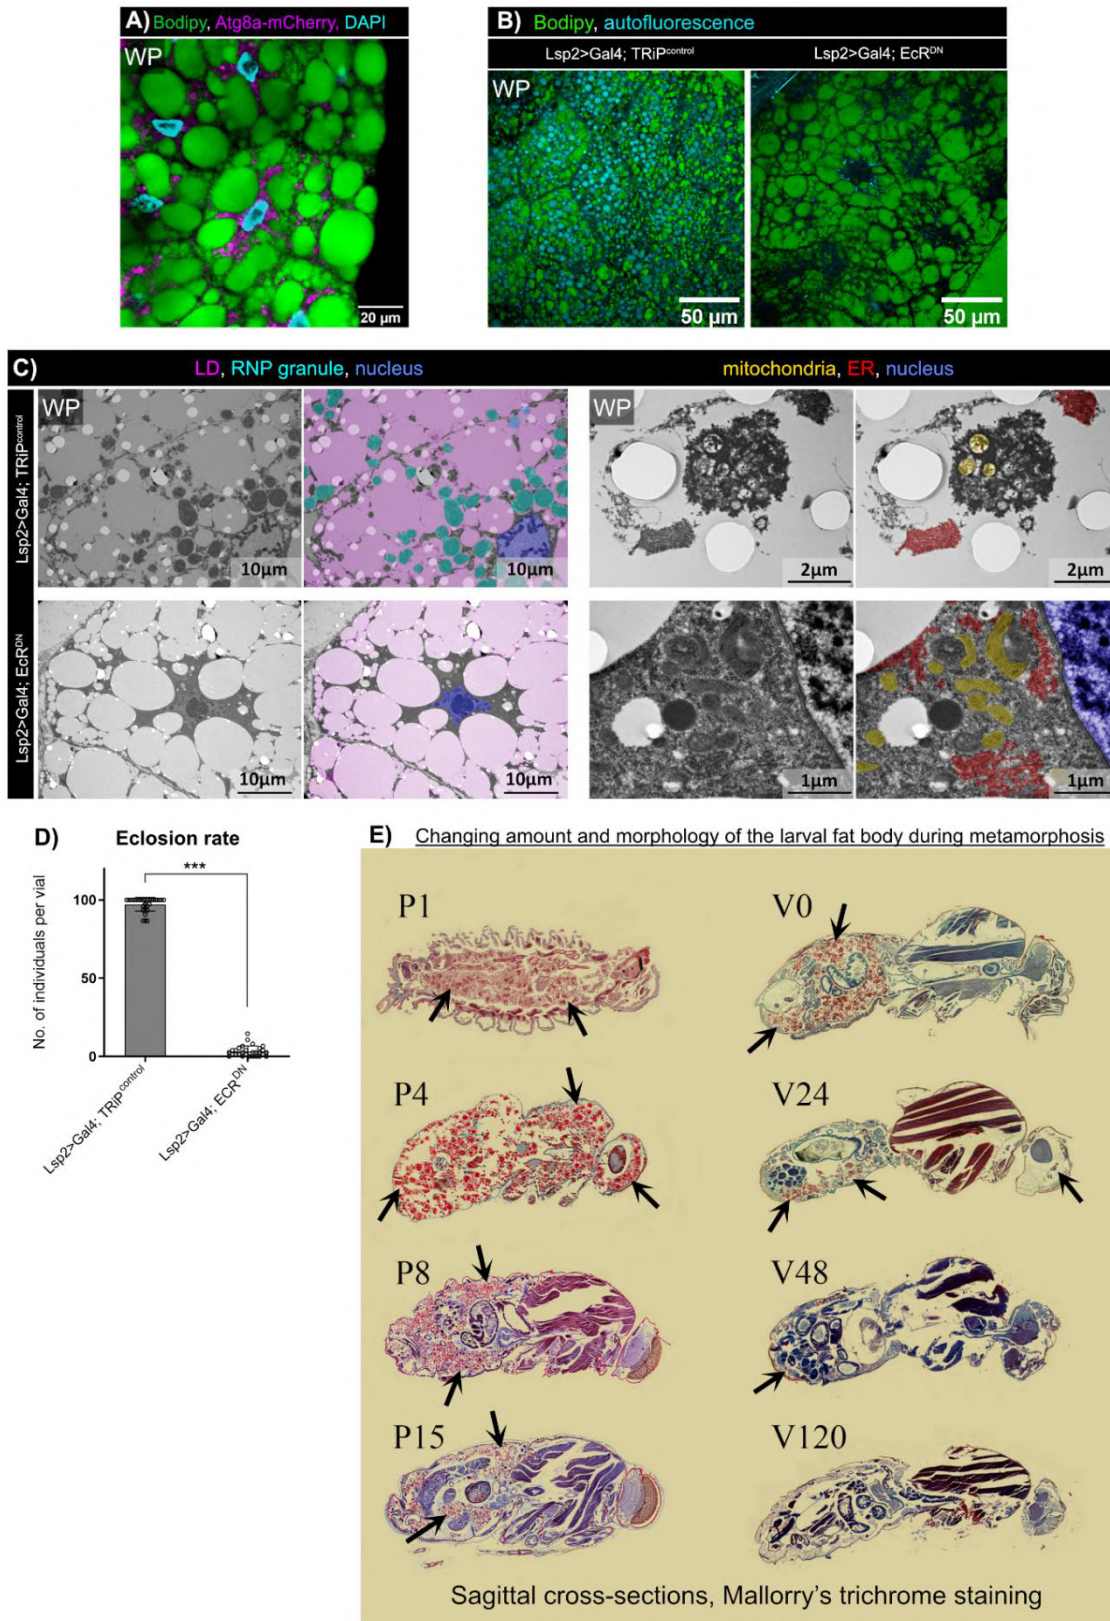 A) Bodipy, Atg8a-mCherry, DAPI
WP
20 µm
B) Bodipy, autofluorescence
Lsp2>Gal4; TRiPcontrol
Lsp2>Gal4; EcRDN
WP
50 µm
50 µm
C) LD, RNP granule, nucleus
mitochondria, ER, nucleus
Lsp2>Gal4; TRiPcontrol
WP
10µm
10µm
WP
2µm
2µm
Lsp2>Gal4; EcRDN
10µm
10µm
1µm
1µm
D) Eclosion rate
***
No. of individuals per vial
100
50
0
Lsp2>Gal4; TRiPcontrol
Lsp2>Gal4; ECRDN
E) Changing amount and morphology of the larval fat body during metamorphosis
P1
V0
P4
V24
P8
V48
P15
V120
Sagittal cross-sections, Mallorry's trichrome staining